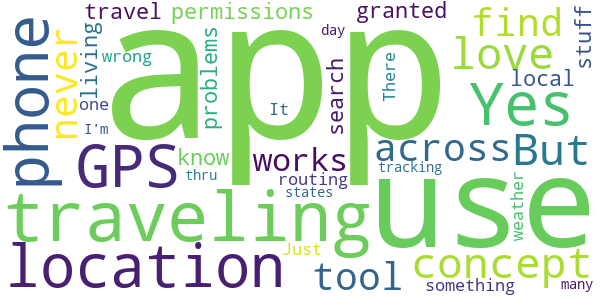 travel permissions granted find stuff
phone never living wrong problems app day There love local
one I'm It search Yes
GPS know works across But
thru routing tracking use weather
traveling states concept
location Just tool something many